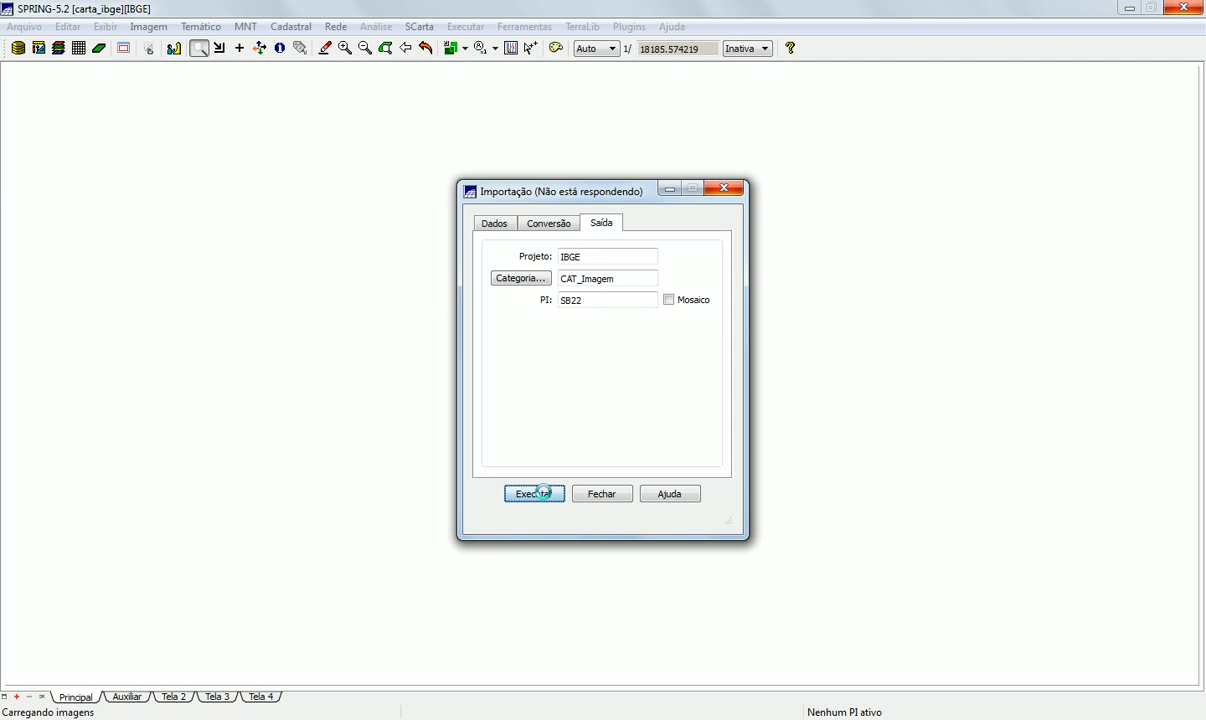 SPRING-5.2 [carta_ibge][IBGE]
Arquivo Editar Exibir Imagem Temático MNT Cadastral Rede Análise SCarta Executar Ferramentas TerraLib Plugins Ajuda
Auto 1/ 18185.574219 Inativa
Importação (Não está respondendo)
Dados Conversão Saída
Projeto: IBGE
Categoria... CAT_Imagem
PI: SB22 Mosaico
Executar Fechar Ajuda
Principal Auxiliar Tela 2 Tela 3 Tela 4
Carregando imagens Nenhum PI ativo